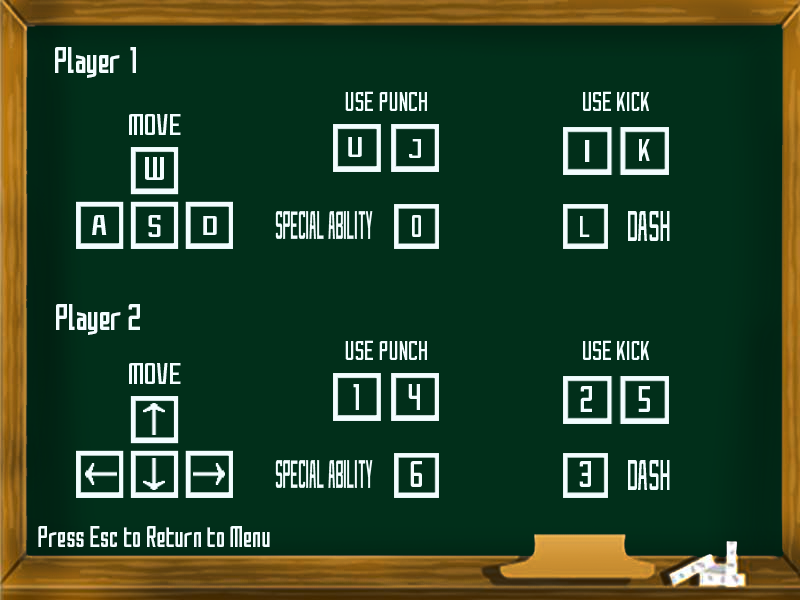 Player 1
USE PUNCH
USE KICK
MOVE
W
U J
I K
A S D
SPECIAL ABILITY O
L DASH
Player 2
USE PUNCH
USE KICK
MOVE
↑
1 4
2 5
← ↓ →
SPECIAL ABILITY 6
3 DASH
Press Esc to Return to Menu